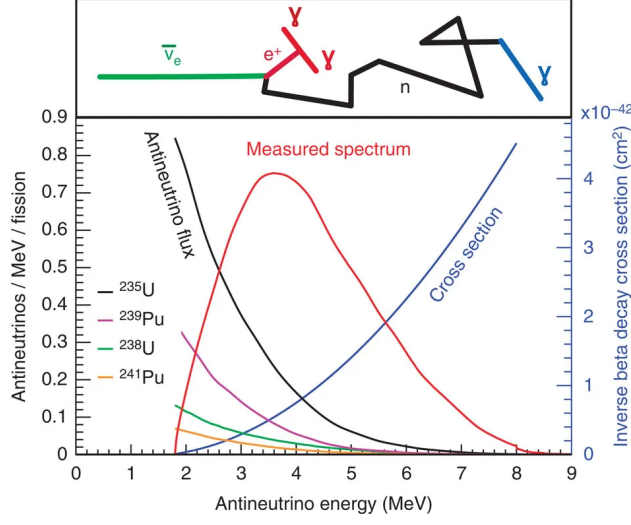 ν̅e
e+
γ
γ
n
γ
x10−42
Antineutrinos / MeV / fission
0.9
0.8
0.7
0.6
0.5
0.4
0.3
0.2
0.1
0
Antineutrino flux
Measured spectrum
Cross section
235U
239Pu
238U
241Pu
4
3
2
1
0
Inverse beta decay cross section (cm2)
0 1 2 3 4 5 6 7 8 9
Antineutrino energy (MeV)